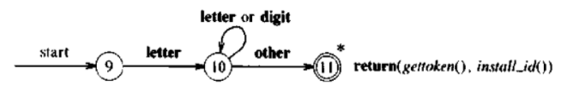 letter or digit
start 9 letter 10 other 11 * return(gettoken(), install_id())